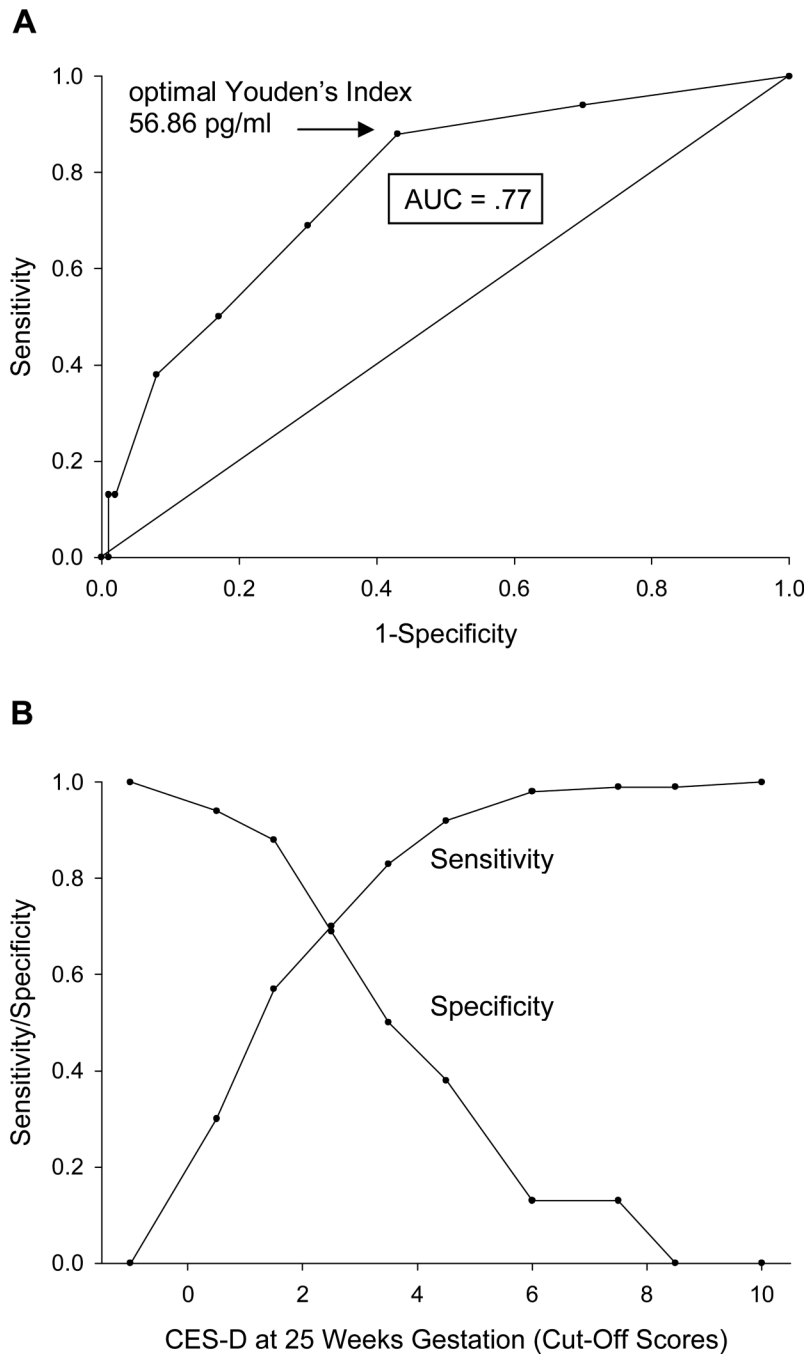 A
optimal Youden's Index
56.86 pg/ml
AUC = .77
1.0
0.8
0.6
0.4
0.2
0.0
Sensitivity
0.0 0.2 0.4 0.6 0.8 1.0
1-Specificity
B
1.0
0.8
0.6
0.4
0.2
0.0
Sensitivity/Specificity
Sensitivity
Specificity
0 2 4 6 8 10
CES-D at 25 Weeks Gestation (Cut-Off Scores)